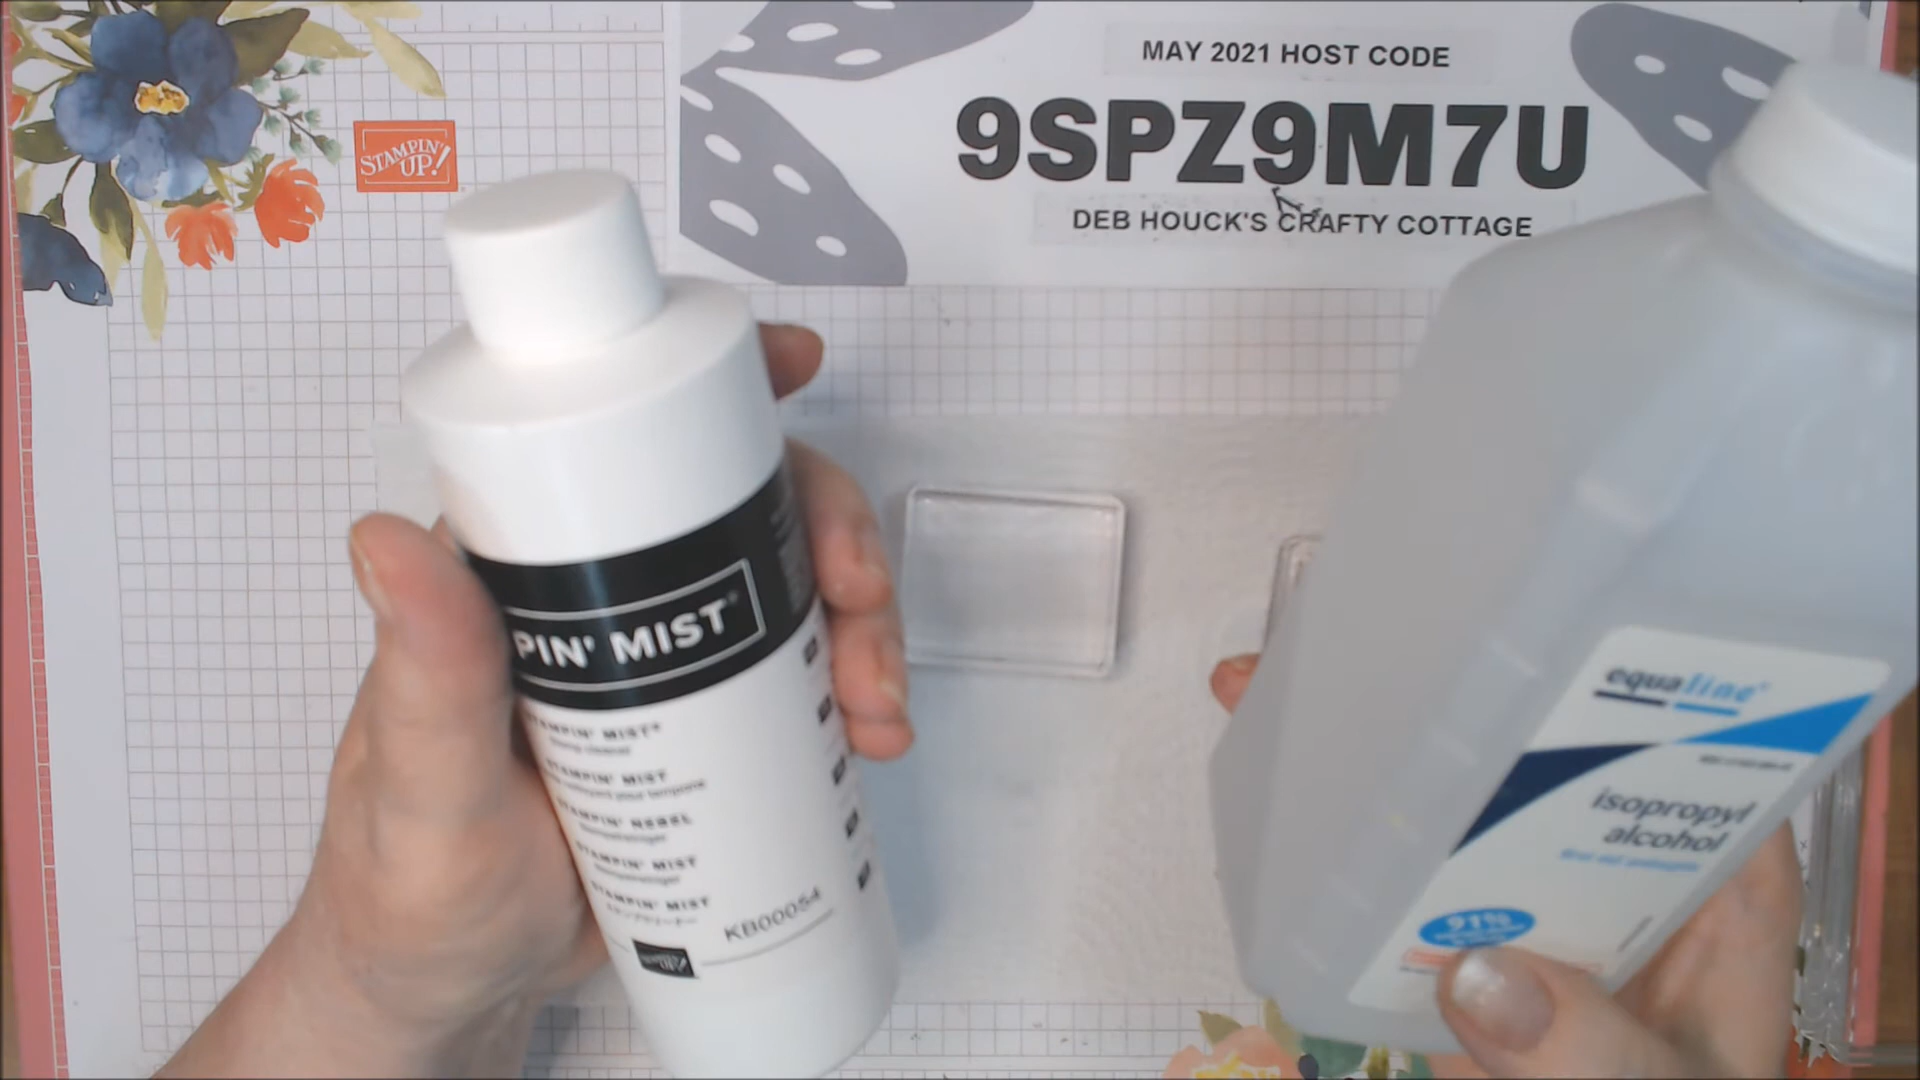 MAY 2021 HOST CODE
9SPZ9M7U
DEB HOUCK'S CRAFTY COTTAGE
STAMPIN' UP!
PIN' MIST
STAMPIN' MIST
STAMPIN' MIST
STAMPIN' NEBEL
STAMPIN' MIST
STAMPIN' MIST
KB00054
equaline
isopropyl
alcohol
91%